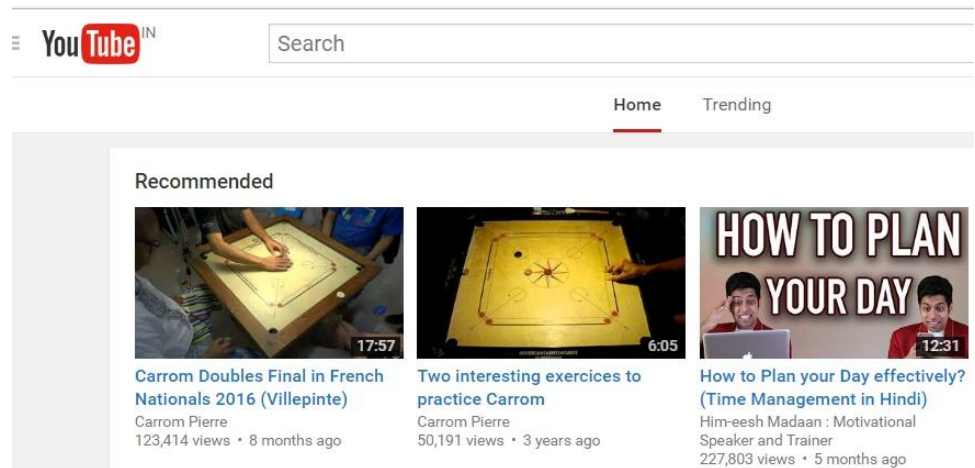 YouTube IN
Search
Home Trending
Recommended
17:57
6:05
HOW TO PLAN
YOUR DAY
12:31
Carrom Doubles Final in French
Nationals 2016 (Villepinte)
Carrom Pierre
123,414 views • 8 months ago
Two interesting exercices to
practice Carrom
Carrom Pierre
50,191 views • 3 years ago
How to Plan your Day effectively?
(Time Management in Hindi)
Him-eesh Madaan : Motivational
Speaker and Trainer
227,803 views • 5 months ago